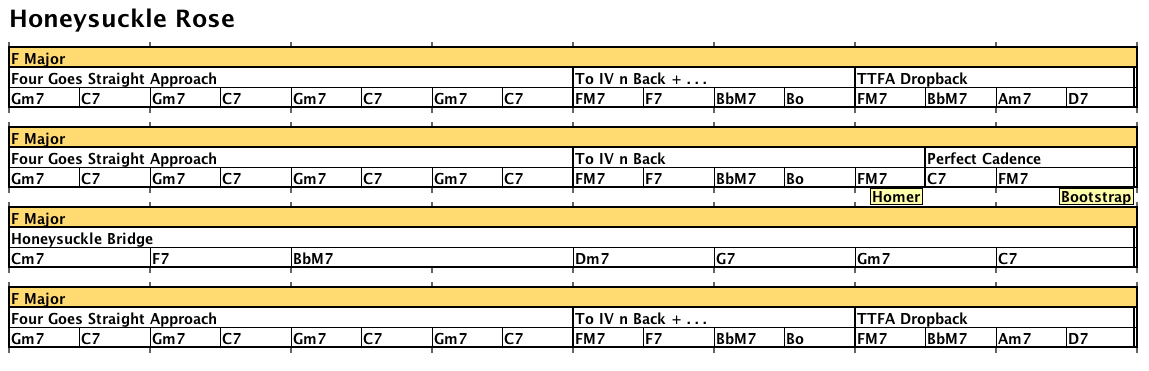 Honeysuckle Rose
F Major
Four Goes Straight Approach To IV n Back + . . . TTFA Dropback
Gm7 C7 Gm7 C7 Gm7 C7 Gm7 C7 FM7 F7 BbM7 Bo FM7 BbM7 Am7 D7
F Major
Four Goes Straight Approach To IV n Back Perfect Cadence
Gm7 C7 Gm7 C7 Gm7 C7 Gm7 C7 FM7 F7 BbM7 Bo FM7 C7 FM7
Homer Bootstrap
F Major
Honeysuckle Bridge
Cm7 F7 BbM7 Dm7 G7 Gm7 C7
F Major
Four Goes Straight Approach To IV n Back + . . . TTFA Dropback
Gm7 C7 Gm7 C7 Gm7 C7 Gm7 C7 FM7 F7 BbM7 Bo FM7 BbM7 Am7 D7